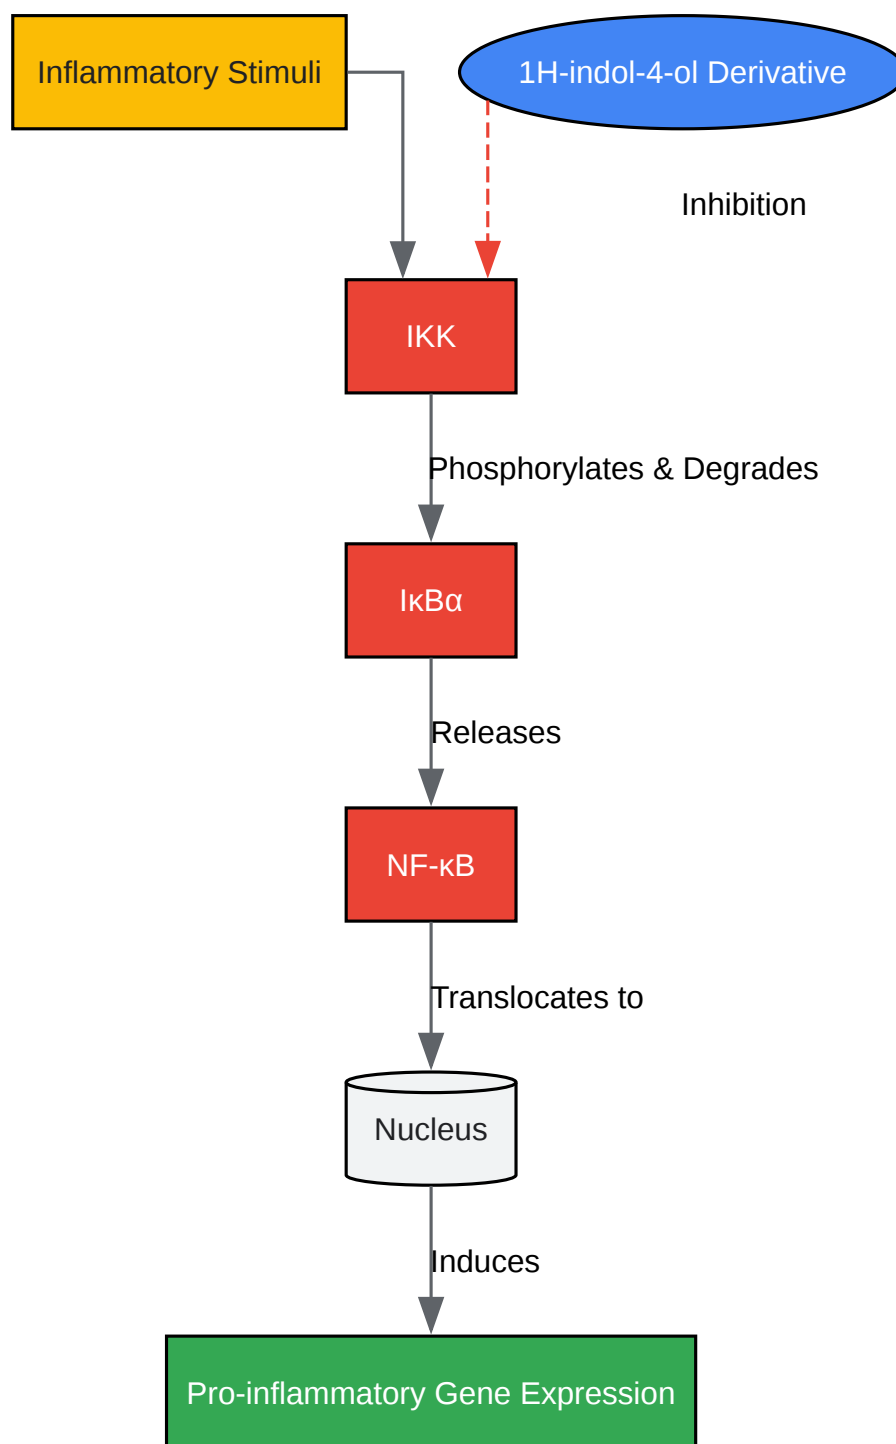 Inflammatory Stimuli
1H-indol-4-ol Derivative
Inhibition
IKK
Phosphorylates & Degrades
IκBα
Releases
NF-κB
Translocates to
Nucleus
Induces
Pro-inflammatory Gene Expression